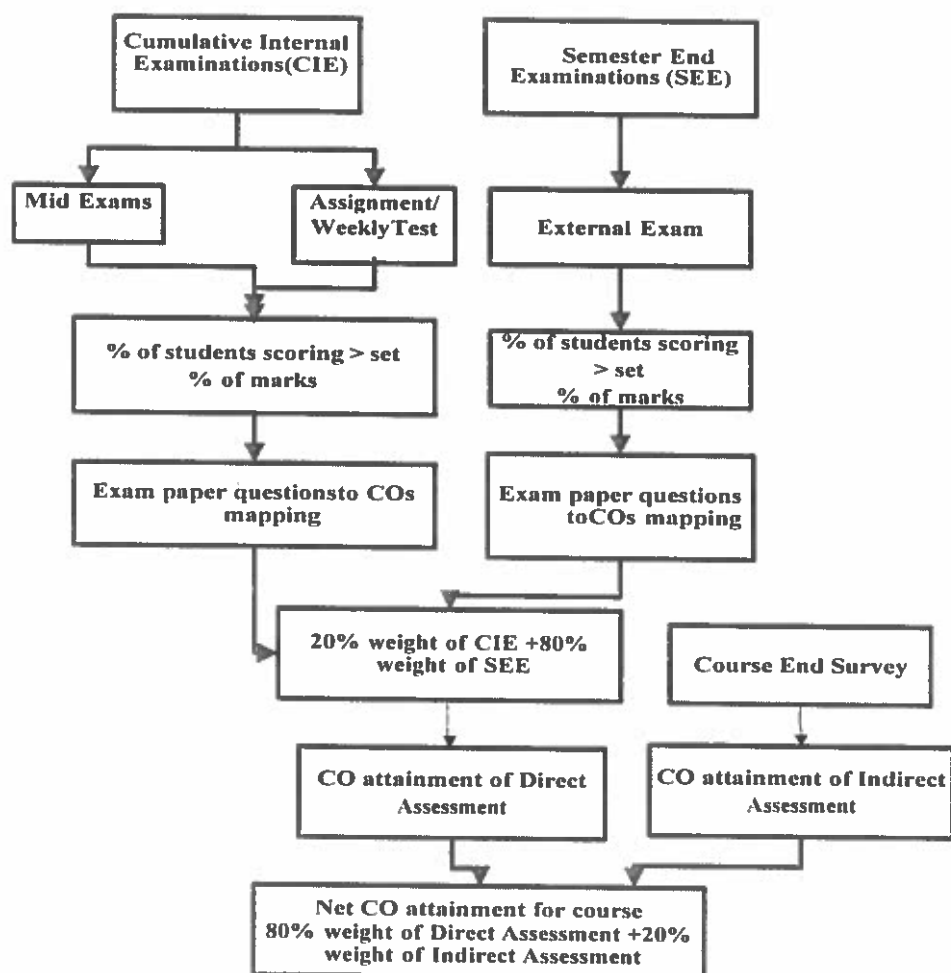 Cumulative Internal
Examinations(CIE)
Semester End
Examinations (SEE)
Mid Exams
Assignment/
WeeklyTest
External Exam
% of students scoring > set
% of marks
% of students scoring
> set
% of marks
Exam paper questionsto COs
mapping
Exam paper questions
toCOs mapping
20% weight of CIE +80%
weight of SEE
Course End Survey
CO attainment of Direct
Assessment
CO attainment of Indirect
Assessment
Net CO attainment for course
80% weight of Direct Assessment +20%
weight of Indirect Assessment